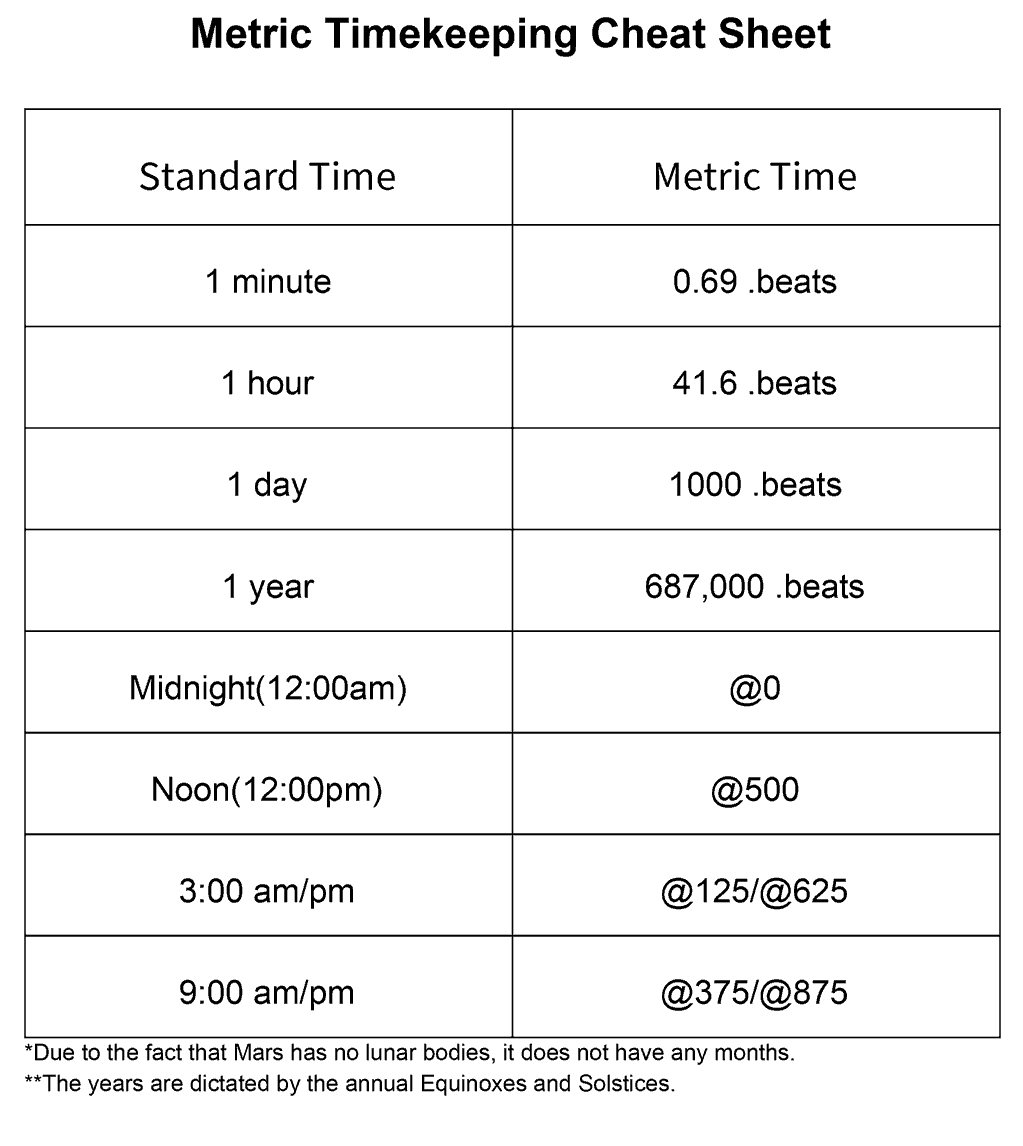 Metric Timekeeping Cheat Sheet
Standard Time Metric Time
1 minute 0.69 .beats
1 hour 41.6 .beats
1 day 1000 .beats
1 year 687,000 .beats
Midnight(12:00am) @0
Noon(12:00pm) @500
3:00 am/pm @125/@625
9:00 am/pm @375/@875
*Due to the fact that Mars has no lunar bodies, it does not have any months.
**The years are dictated by the annual Equinoxes and Solstices.